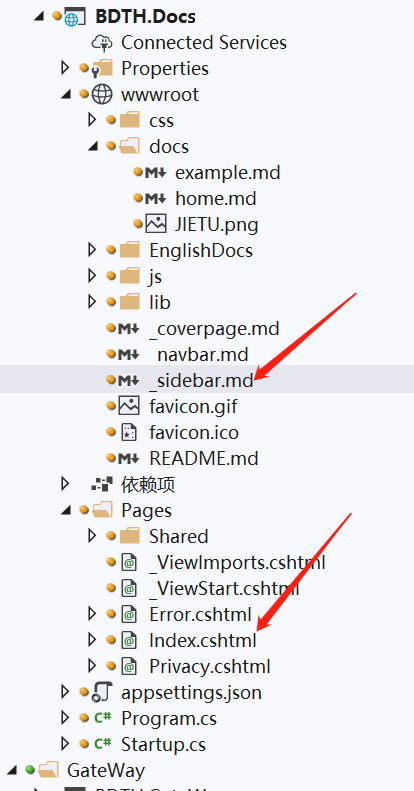 BDTH.Docs
Connected Services
Properties
wwwroot
css
docs
example.md
home.md
JIETU.png
EnglishDocs
js
lib
_coverpage.md
_navbar.md
_sidebar.md
favicon.gif
favicon.ico
README.md
依赖项
Pages
Shared
_ViewImports.cshtml
_ViewStart.cshtml
Error.cshtml
Index.cshtml
Privacy.cshtml
appsettings.json
Program.cs
Startup.cs
GateWay